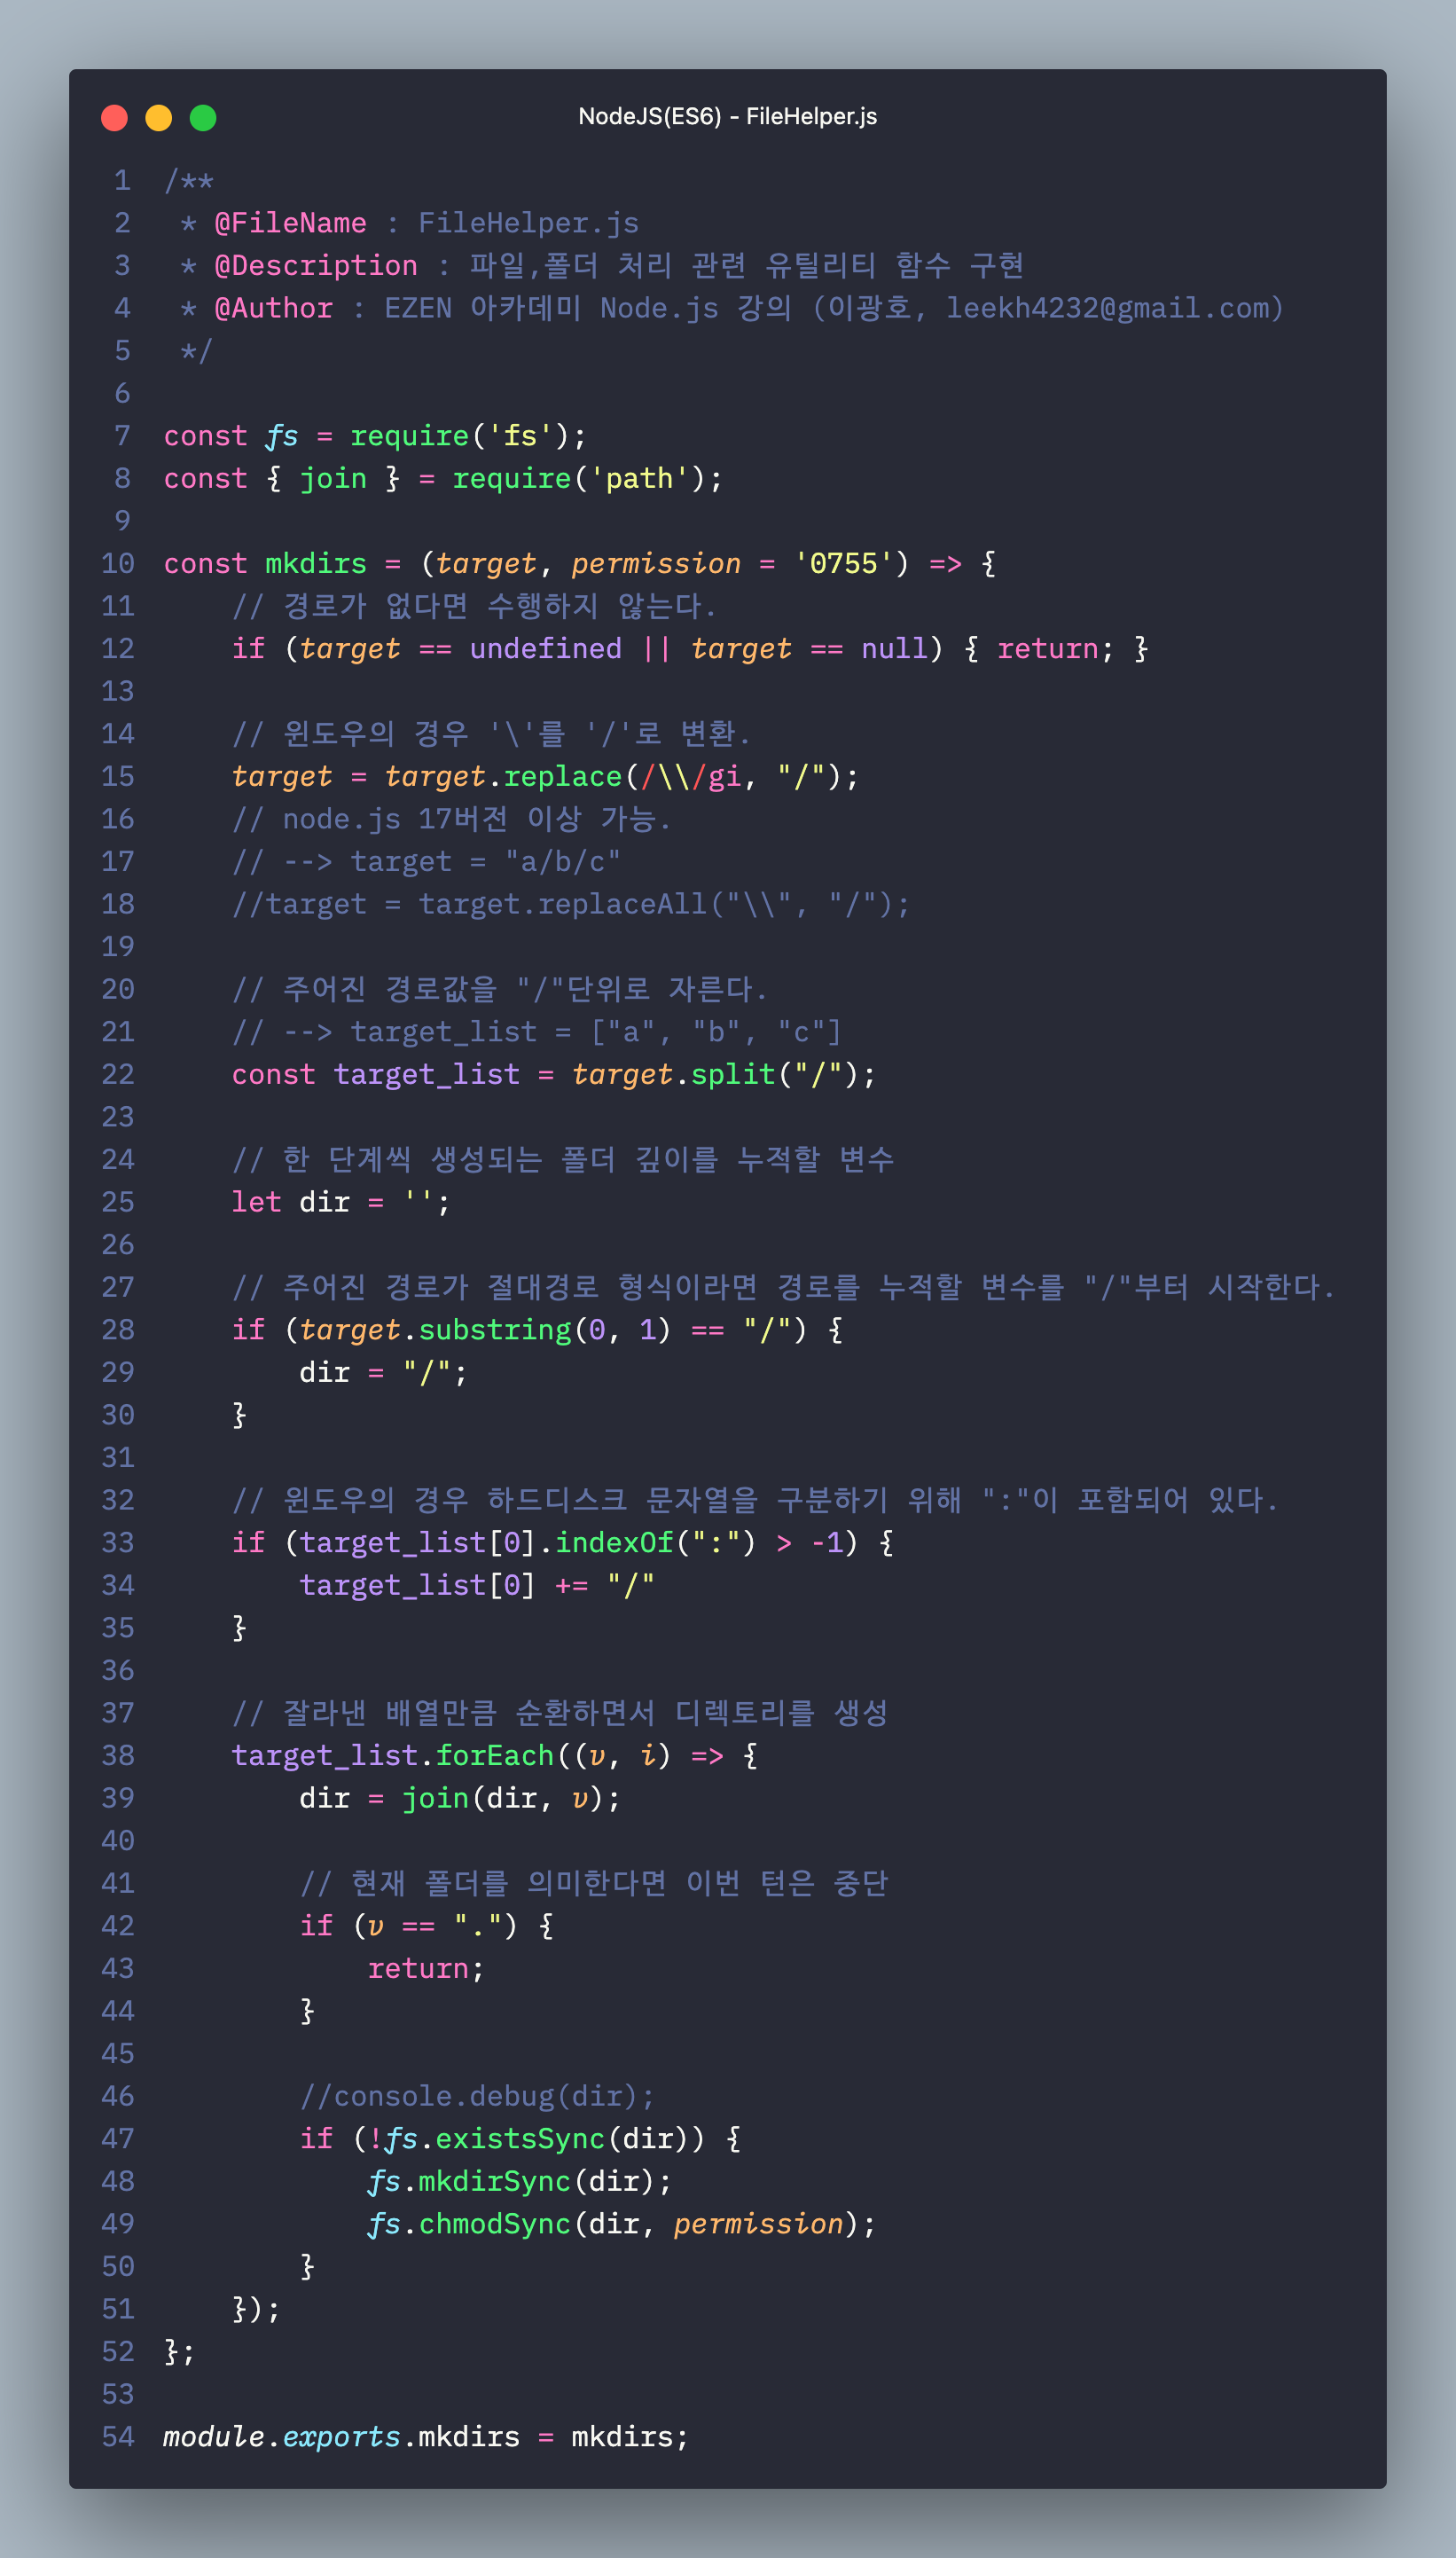 NodeJS(ES6) - FileHelper.js
1 /**
2  * @FileName : FileHelper.js
3  * @Description : 파일,폴더 처리 관련 유틸리티 함수 구현
4  * @Author : EZEN 아카데미 Node.js 강의 (이광호, leekh4232@gmail.com)
5  */
6
7 const fs = require('fs');
8 const { join } = require('path');
9
10 const mkdirs = (target, permission = '0755') => {
11     // 경로가 없다면 수행하지 않는다.
12     if (target == undefined || target == null) { return; }
13
14     // 윈도우의 경우 '\'를 '/'로 변환.
15     target = target.replace(/\\/gi, "/");
16     // node.js 17버전 이상 가능.
17     // --> target = "a/b/c"
18     //target = target.replaceAll("\\", "/");
19
20     // 주어진 경로값을 "/"단위로 자른다.
21     // --> target_list = ["a", "b", "c"]
22     const target_list = target.split("/");
23
24     // 한 단계씩 생성되는 폴더 깊이를 누적할 변수
25     let dir = '';
26
27     // 주어진 경로가 절대경로 형식이라면 경로를 누적할 변수를 "/"부터 시작한다.
28     if (target.substring(0, 1) == "/") {
29         dir = "/";
30     }
31
32     // 윈도우의 경우 하드디스크 문자열을 구분하기 위해 ":"이 포함되어 있다.
33     if (target_list[0].indexOf(":") > -1) {
34         target_list[0] += "/"
35     }
36
37     // 잘라낸 배열만큼 순환하면서 디렉토리를 생성
38     target_list.forEach((v, i) => {
39         dir = join(dir, v);
40
41         // 현재 폴더를 의미한다면 이번 턴은 중단
42         if (v == ".") {
43             return;
44         }
45
46         //console.debug(dir);
47         if (!fs.existsSync(dir)) {
48             fs.mkdirSync(dir);
49             fs.chmodSync(dir, permission);
50         }
51     });
52 };
53
54 module.exports.mkdirs = mkdirs;